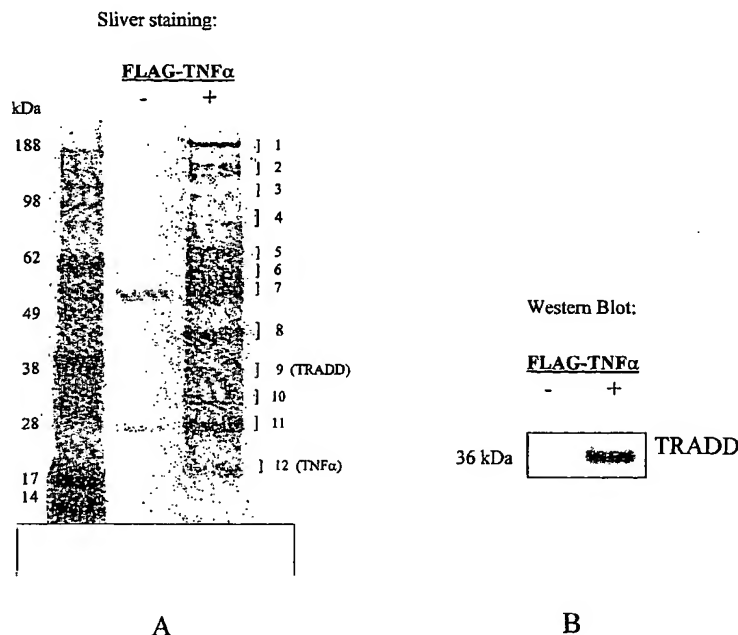 Sliver staining:
FLAG-TNFα
- +
kDa
188
98
62
49
38
28
17
14
] 1
] 2
] 3
] 4
] 5
] 6
] 7
] 8
] 9 (TRADD)
] 10
] 11
] 12 (TNFα)
A
Western Blot:
FLAG-TNFα
- +
36 kDa
TRADD
B